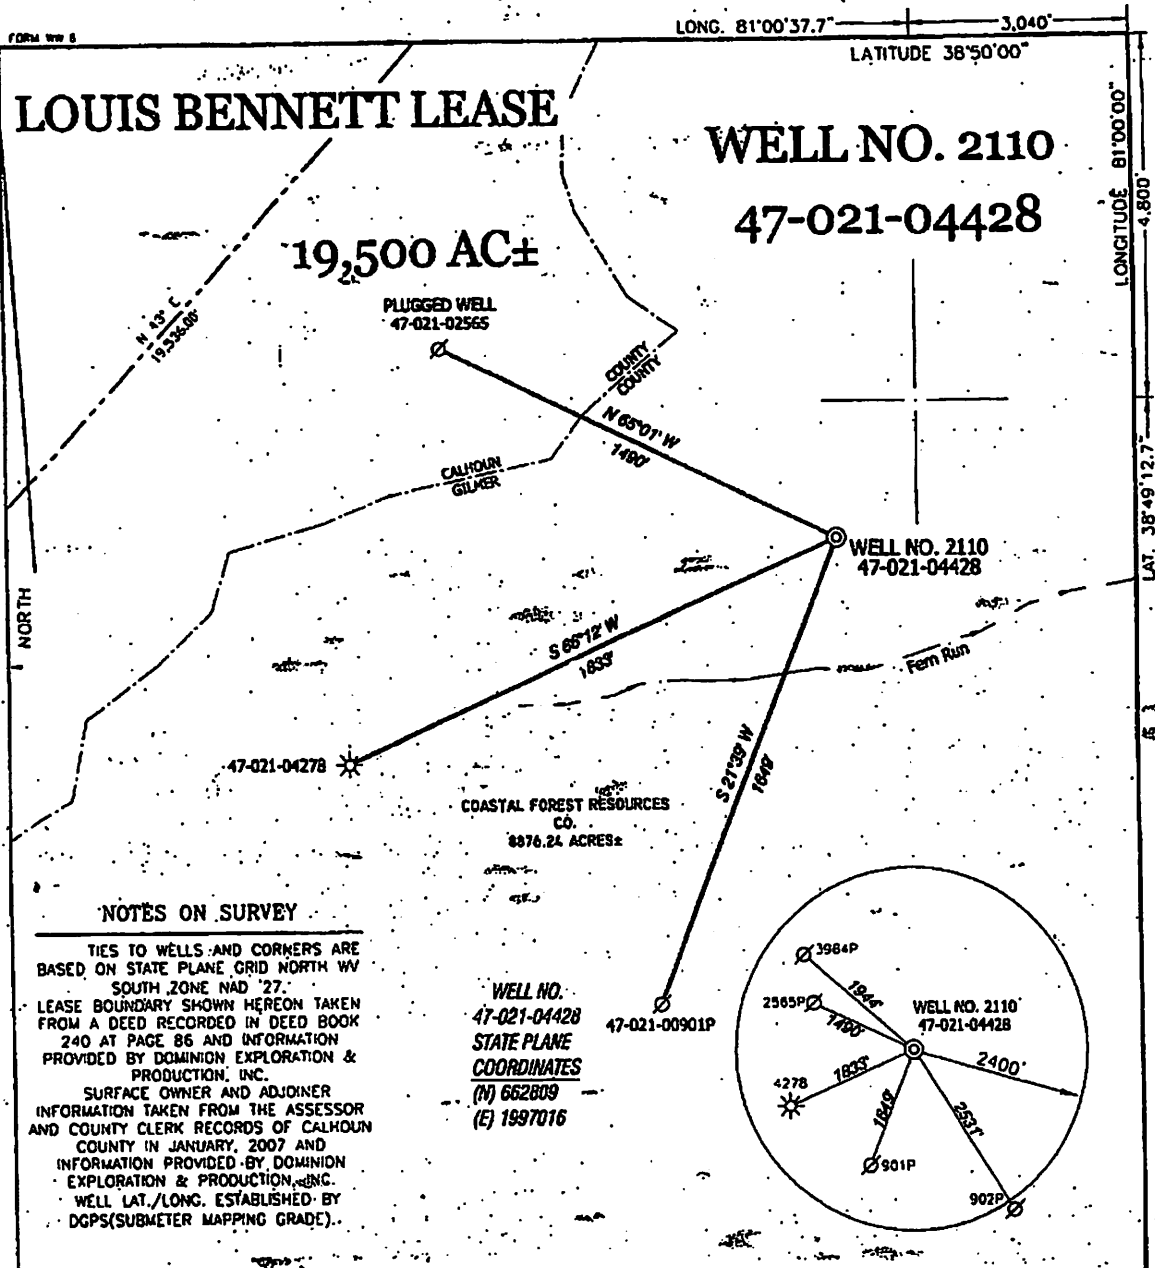 FORM WW 6
LONG. 81°00'37.7"
3,040'
LATITUDE 38°50'00"
LOUIS BENNETT LEASE
WELL NO. 2110
47-021-04428
LONGITUDE 81°00'00"
4,800'
19,500 AC±
PLUGGED WELL
47-021-02565
N 43° C
19,536.00'
COUNTY
COUNTY
N 65°01' W
1490'
CALHOUN
GILMER
LAT. 38°49'12.7"
WELL NO. 2110
47-021-04428
NORTH
S 66°12' W
1833'
Fern Run
47-021-04278
S 21°39' W
1649'
COASTAL FOREST RESOURCES
CO.
8876.24 ACRES±
47-021-00901P
NOTES ON SURVEY
TIES TO WELLS AND CORNERS ARE
BASED ON STATE PLANE GRID NORTH WV
SOUTH ZONE NAD '27.
LEASE BOUNDARY SHOWN HEREON TAKEN
FROM A DEED RECORDED IN DEED BOOK
240 AT PAGE 86 AND INFORMATION
PROVIDED BY DOMINION EXPLORATION &
PRODUCTION, INC.
SURFACE OWNER AND ADJOINER
INFORMATION TAKEN FROM THE ASSESSOR
AND COUNTY CLERK RECORDS OF CALHOUN
COUNTY IN JANUARY, 2007 AND
INFORMATION PROVIDED BY DOMINION
EXPLORATION & PRODUCTION, INC.
WELL LAT./LONG. ESTABLISHED BY
DGPS(SUBMETER MAPPING GRADE).
WELL NO.
47-021-04428
STATE PLANE
COORDINATES
(N) 662809
(E) 1997016
3984P
1944'
2565P
1490'
WELL NO. 2110
47-021-04428
2400'
4278
1833'
1649'
2531'
901P
902P